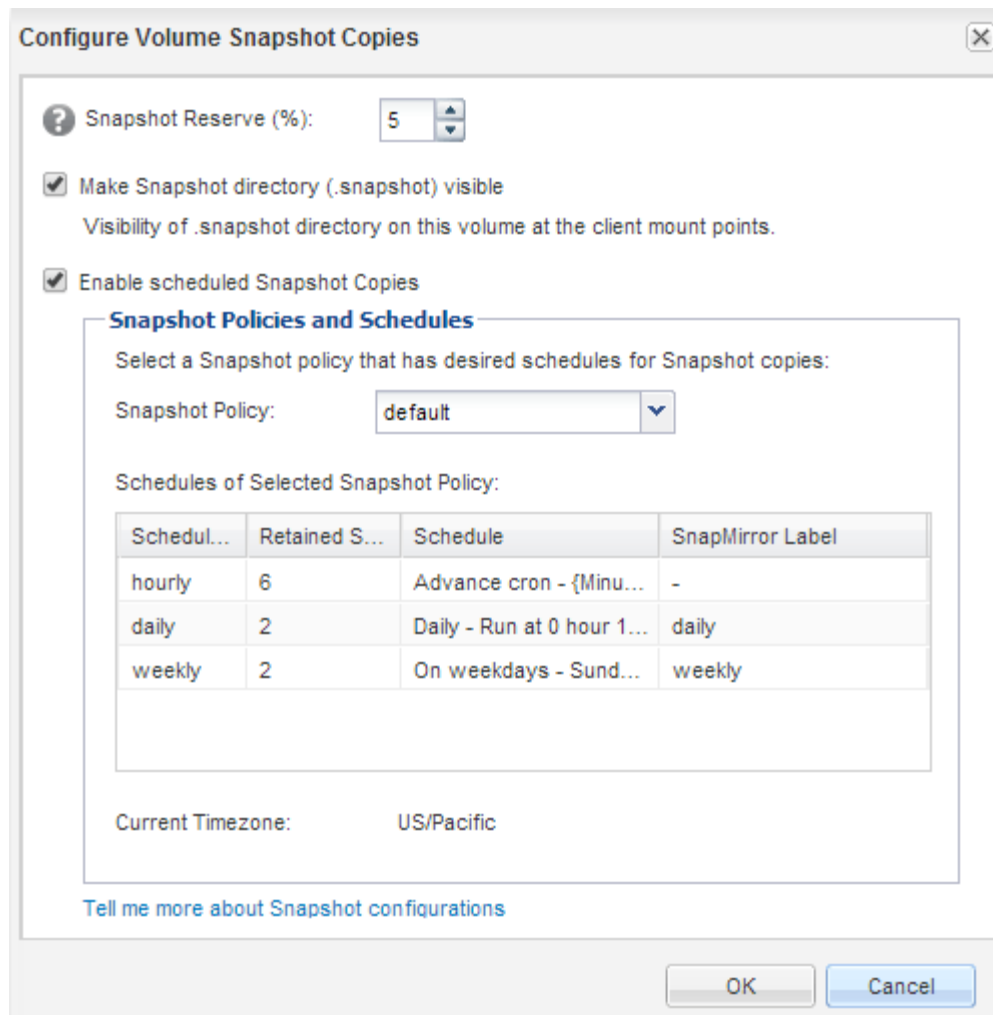 Configure Volume Snapshot Copies
Snapshot Reserve (%): 5
Make Snapshot directory (.snapshot) visible
Visibility of .snapshot directory on this volume at the client mount points.
Enable scheduled Snapshot Copies
Snapshot Policies and Schedules
Select a Snapshot policy that has desired schedules for Snapshot copies:
Snapshot Policy: default
Schedules of Selected Snapshot Policy:
Schedul... Retained S... Schedule SnapMirror Label
hourly 6 Advance cron - {Minu... -
daily 2 Daily - Run at 0 hour 1... daily
weekly 2 On weekdays - Sund... weekly
Current Timezone: US/Pacific
Tell me more about Snapshot configurations
OK Cancel